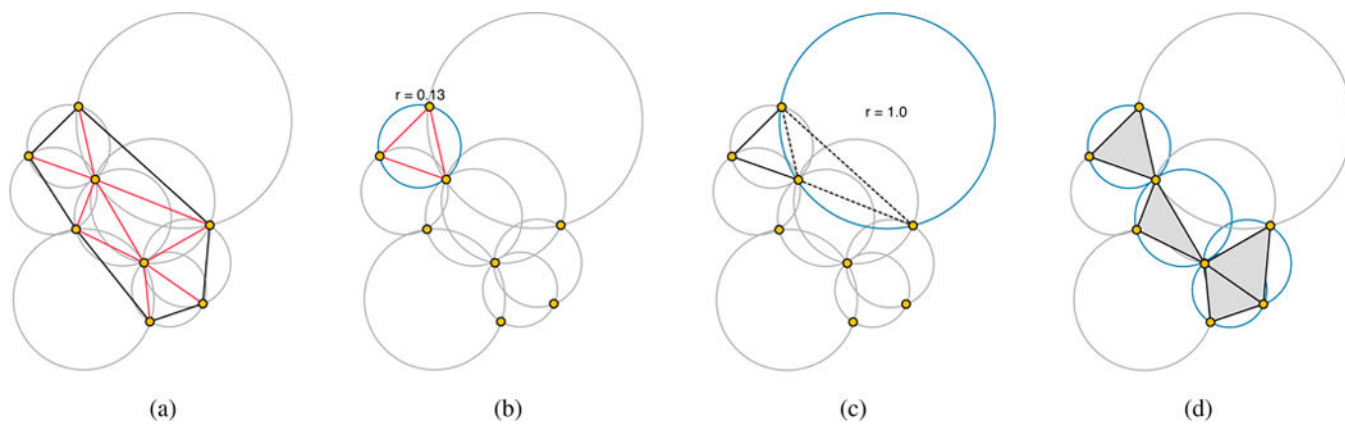 r = 0.13
r = 1.0
(a)
(b)
(c)
(d)